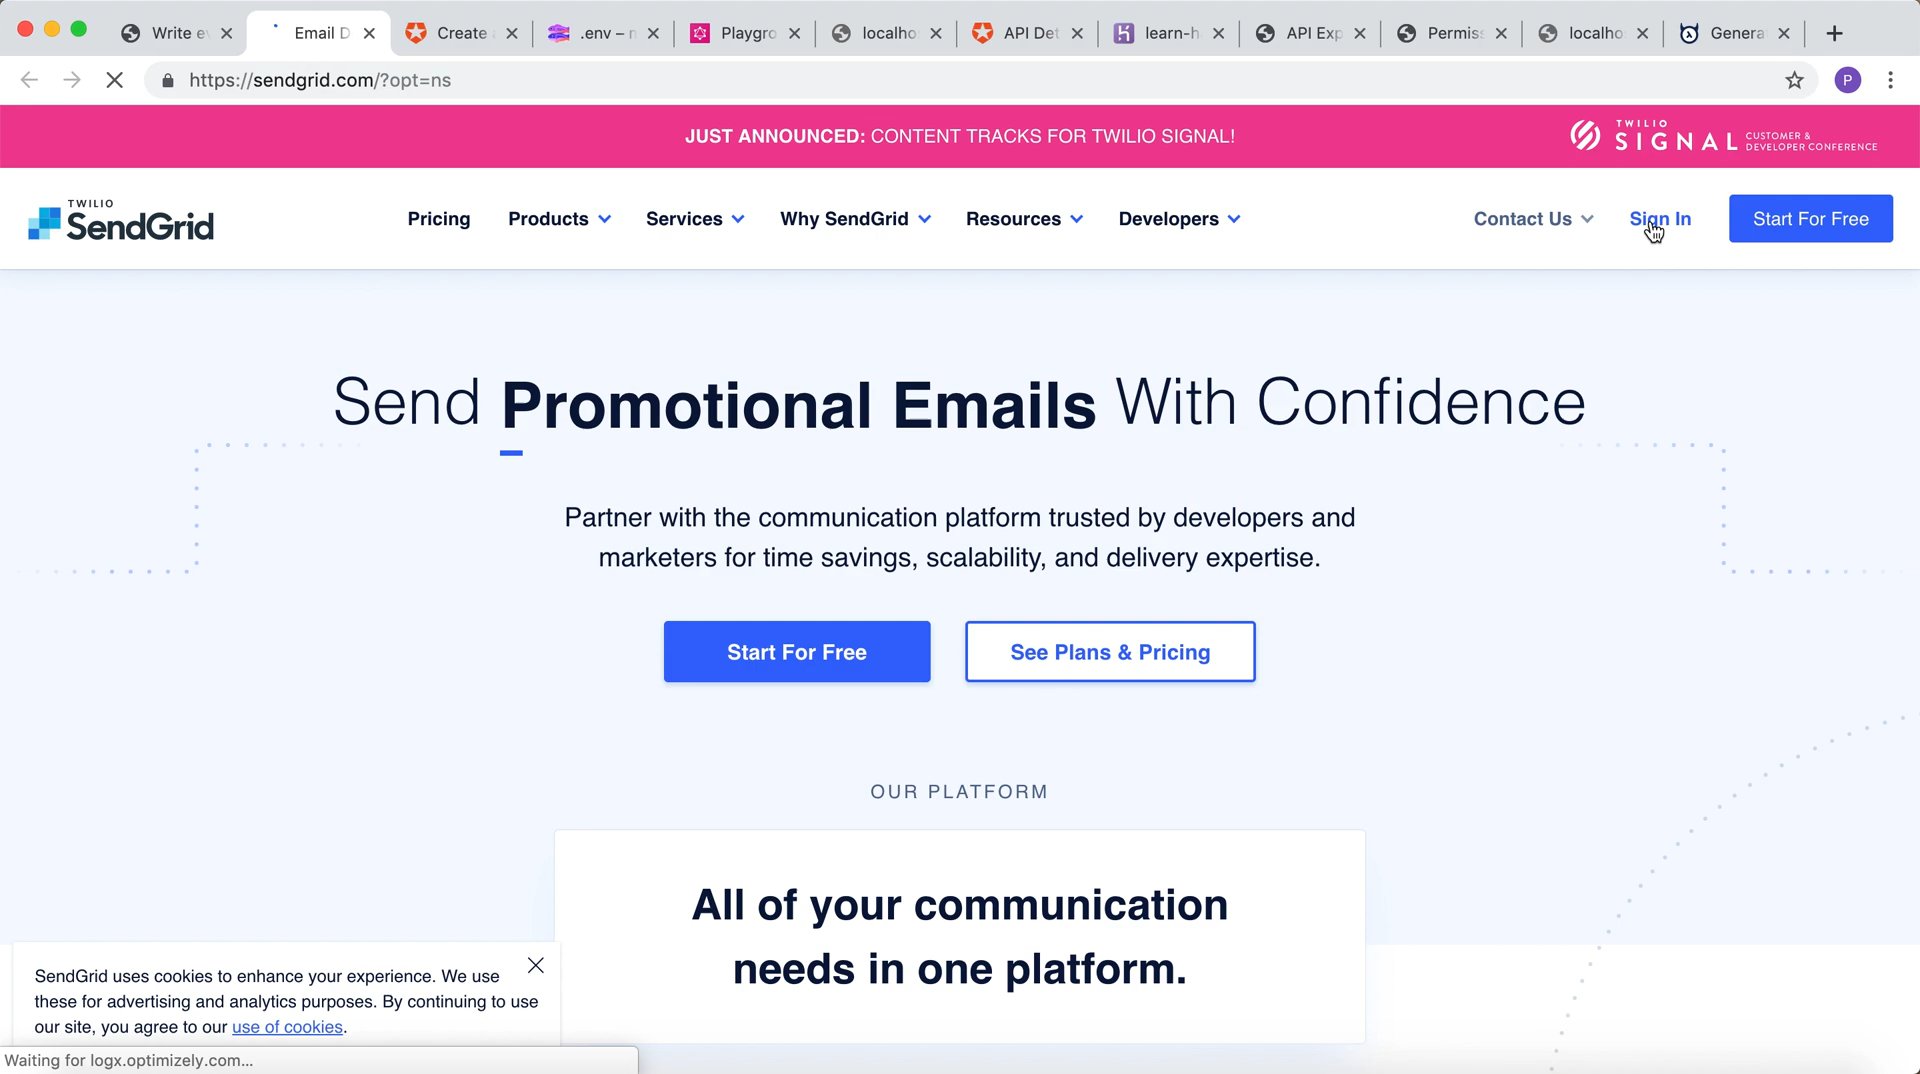 Write ev
Email D
Create a
.env – n
Playgro
localho
API Det
learn-h
API Exp
Permiss
localho
Genera
https://sendgrid.com/?opt=ns
P
JUST ANNOUNCED: CONTENT TRACKS FOR TWILIO SIGNAL!
TWILIO
SIGNAL
CUSTOMER &
DEVELOPER CONFERENCE
TWILIO
SendGrid
Pricing
Products
Services
Why SendGrid
Resources
Developers
Contact Us
Sign In
Start For Free
Send Promotional Emails With Confidence
Partner with the communication platform trusted by developers and
marketers for time savings, scalability, and delivery expertise.
Start For Free
See Plans & Pricing
OUR PLATFORM
All of your communication
needs in one platform.
SendGrid uses cookies to enhance your experience. We use
these for advertising and analytics purposes. By continuing to use
our site, you agree to our use of cookies.
Waiting for logx.optimizely.com...